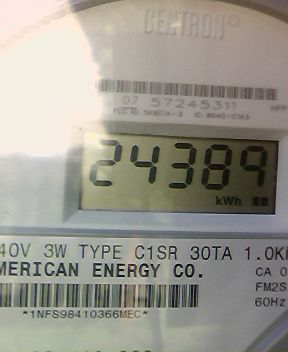 CENTRON®
07 57245311
24389
kWh
40V 3W TYPE C1SR 30TA 1.0K
MERICAN ENERGY CO.
CA 0
FM2S
60Hz
*1NFS98410366MEC*